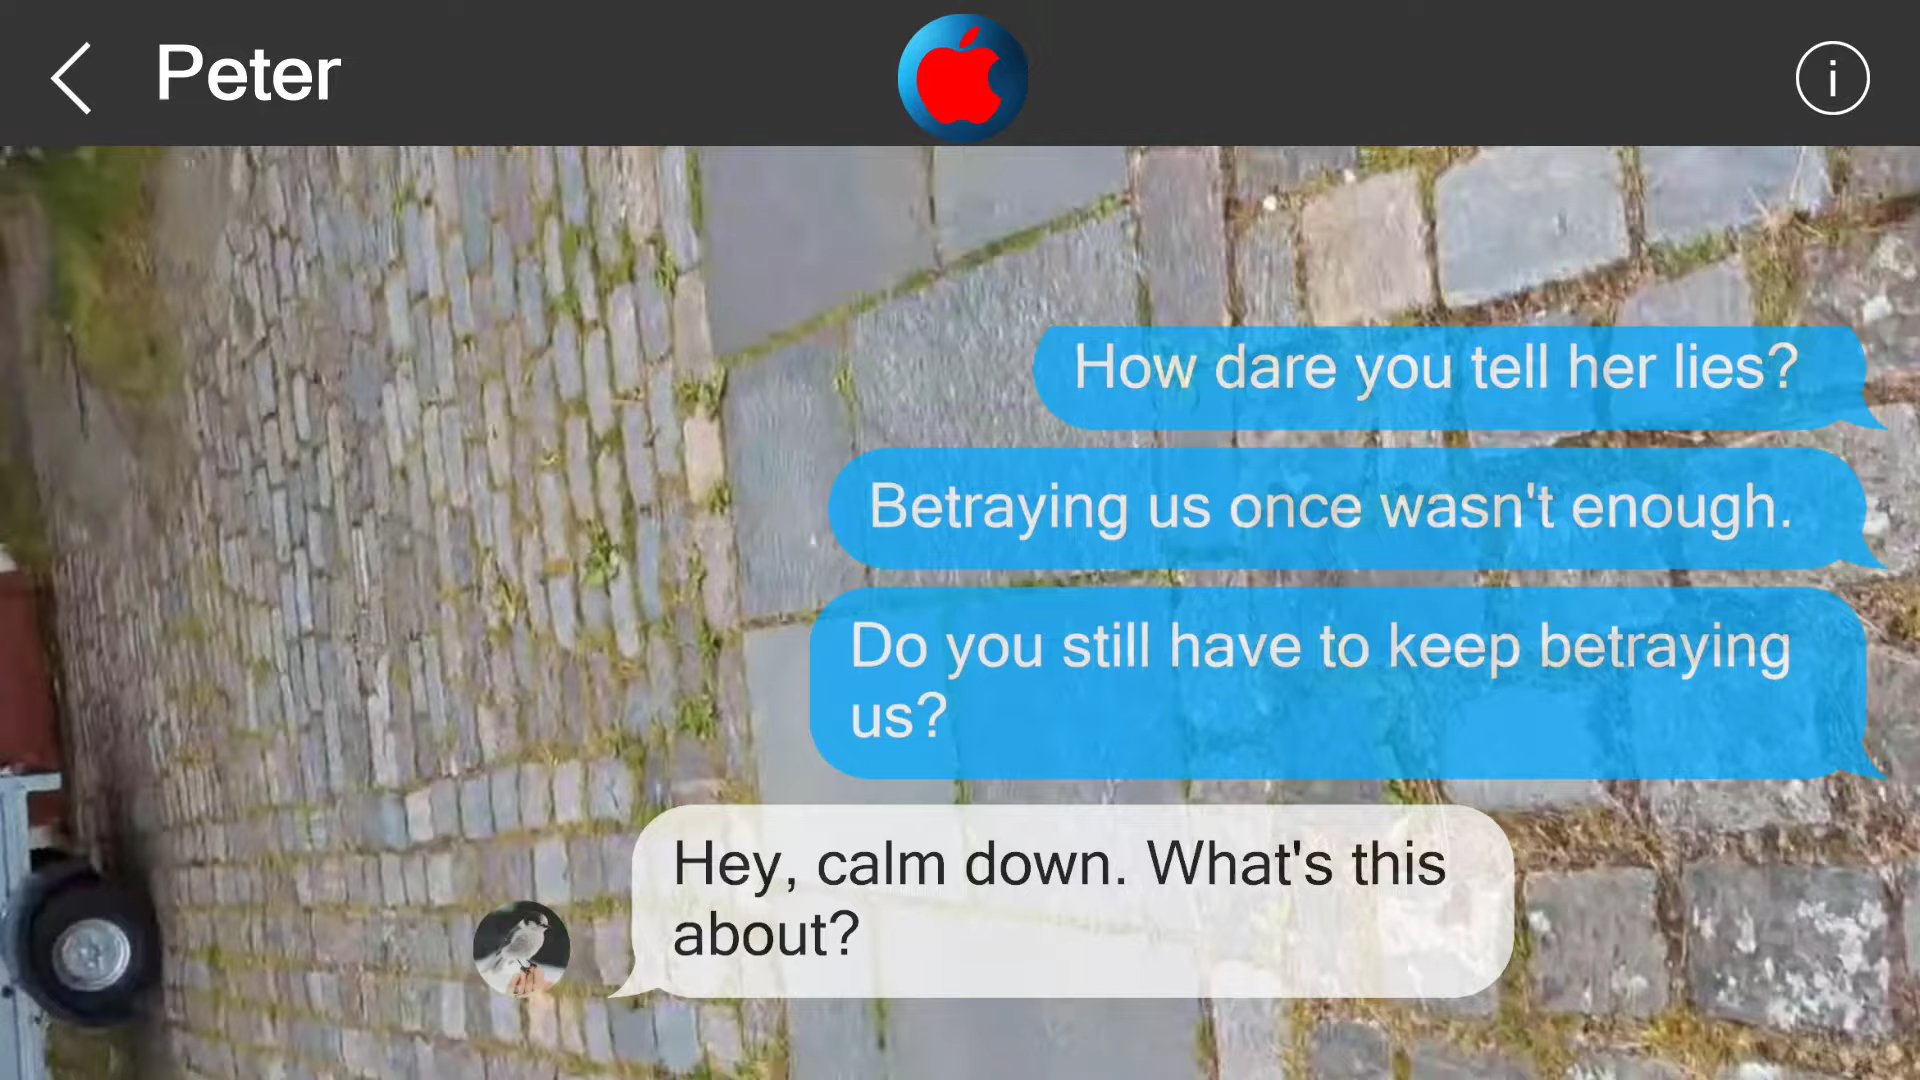 Peter
i
How dare you tell her lies?
Betraying us once wasn't enough.
Do you still have to keep betraying
us?
Hey, calm down. What's this
about?